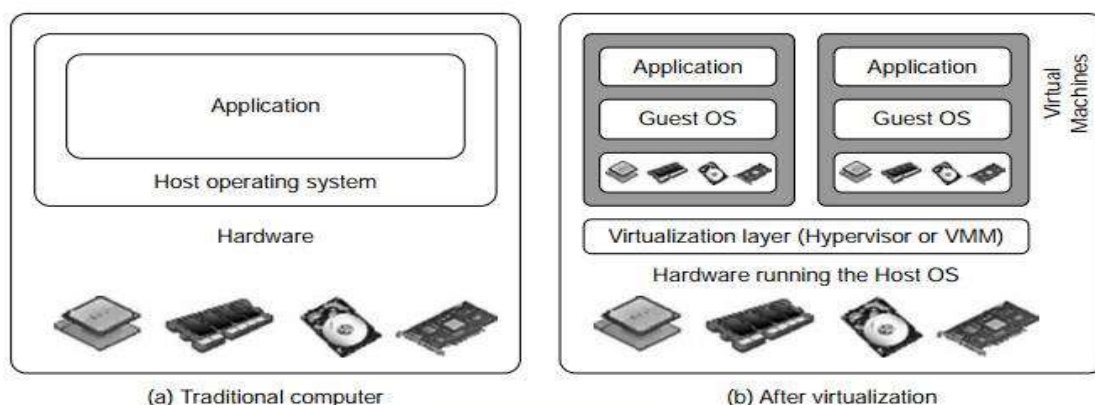 Application
Host operating system
Hardware
(a) Traditional computer
Application
Guest OS
Application
Guest OS
Virtual
Machines
Virtualization layer (Hypervisor or VMM)
Hardware running the Host OS
(b) After virtualization